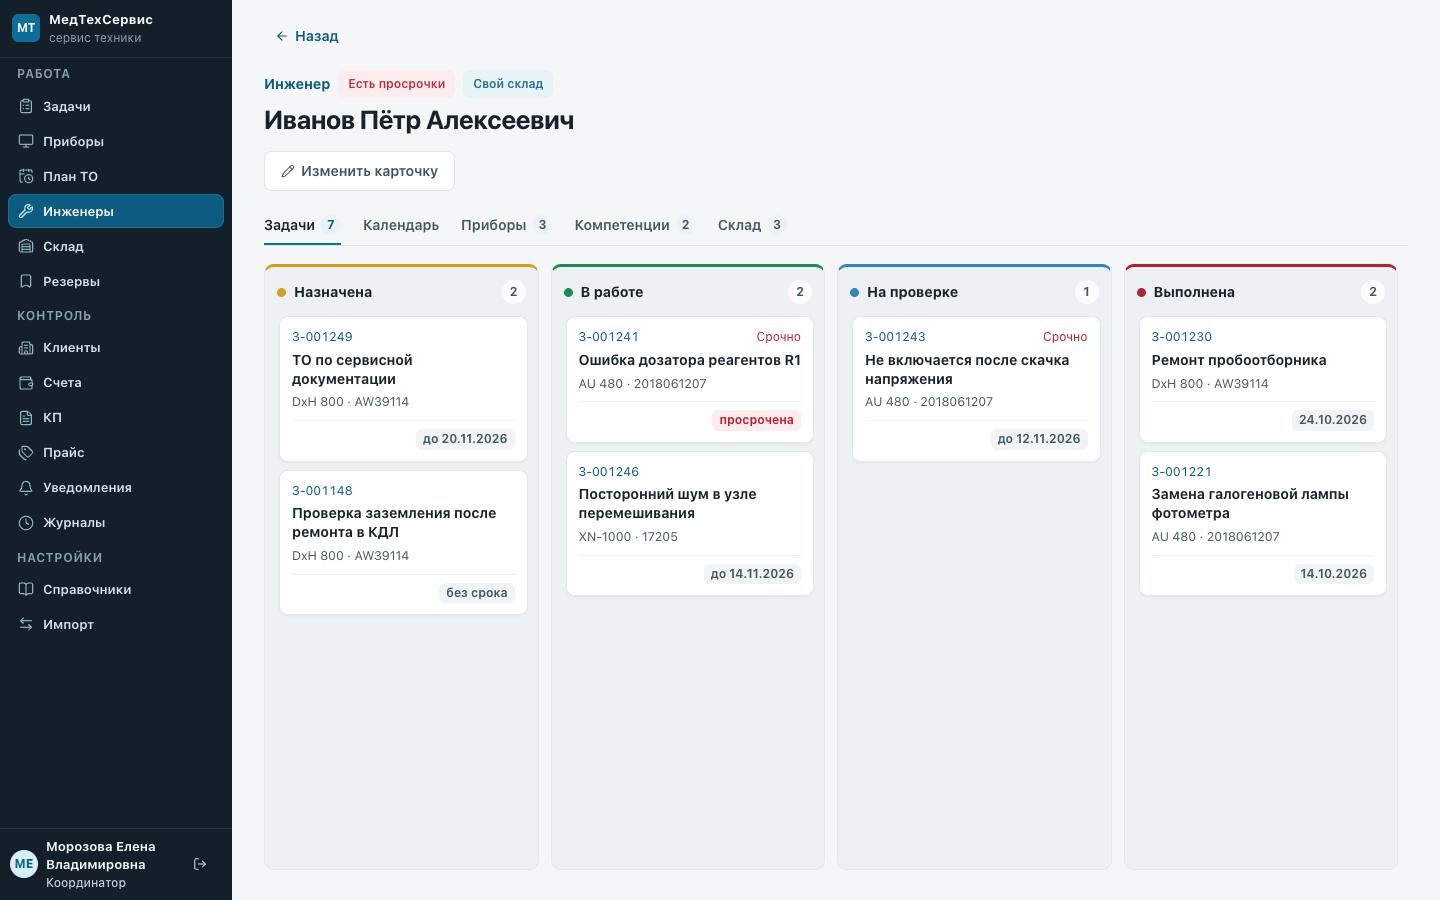 МТ
МедТехСервис
сервис техники
РАБОТА
Задачи
Приборы
План ТО
Инженеры
Склад
Резервы
КОНТРОЛЬ
Клиенты
Счета
КП
Прайс
Уведомления
Журналы
НАСТРОЙКИ
Справочники
Импорт
МЕ
Морозова Елена
Владимировна
Координатор
Назад
Инженер Есть просрочки Свой склад
Иванов Пётр Алексеевич
Изменить карточку
Задачи 7 Календарь Приборы 3 Компетенции 2 Склад 3
Назначена 2
З-001249
ТО по сервисной
документации
DxH 800 · AW39114
до 20.11.2026
З-001148
Проверка заземления после
ремонта в КДЛ
DxH 800 · AW39114
без срока
В работе 2
З-001241 Срочно
Ошибка дозатора реагентов R1
AU 480 · 2018061207
просрочена
З-001246
Посторонний шум в узле
перемешивания
XN-1000 · 17205
до 14.11.2026
На проверке 1
З-001243 Срочно
Не включается после скачка
напряжения
AU 480 · 2018061207
до 12.11.2026
Выполнена 2
З-001230
Ремонт пробоотборника
DxH 800 · AW39114
24.10.2026
З-001221
Замена галогеновой лампы
фотометра
AU 480 · 2018061207
14.10.2026